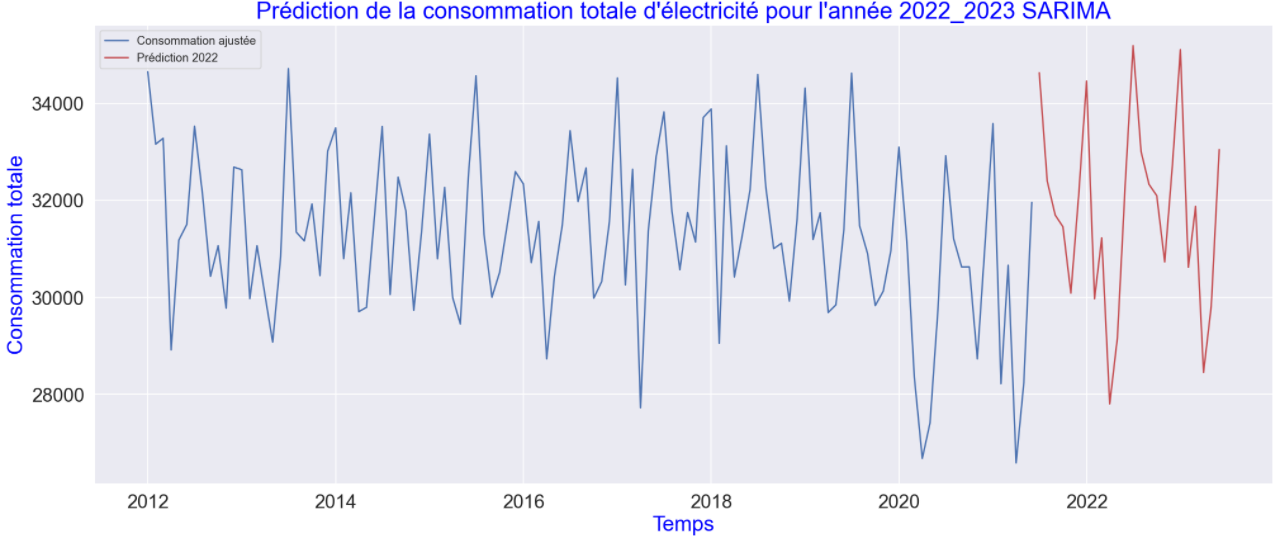 Prédiction de la consommation totale d'électricité pour l'année 2022_2023 SARIMA
Consommation ajustée
Prédiction 2022
Consommation totale
34000
32000
30000
28000
2012 2014 2016 2018 2020 2022
Temps